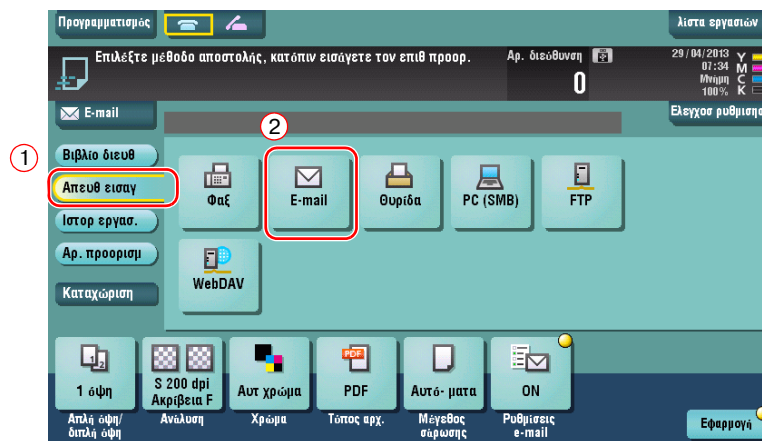 Προγραμματισμός
λίστα εργασιών
Επιλέξτε μέθοδο αποστολής, κατόπιν εισάγετε τον επιθ προορ.
Αρ. διεύθυνση
0
29/04/2013
07:34
Μνήμη
100%
Y
M
C
K
E-mail
Ελεγχοσ ρυθμιση
1
2
Βιβλίο διευθ
Απευθ εισαγ
Ιστορ εργασ.
Αρ. προορισμ
Καταχώριση
Φαξ
E-mail
Θυρίδα
PC (SMB)
FTP
WebDAV
1 όψη
S 200 dpi
Ακρίβεια F
Αυτ χρώμα
PDF
PDF
Αυτό- ματα
ON
Απλή όψη/
διπλή όψη
Ανάλυση
Χρώμα
Τύπος αρχ.
Μέγεθος
σάρωσης
Ρυθμίσεις
e-mail
Εφαρμογή